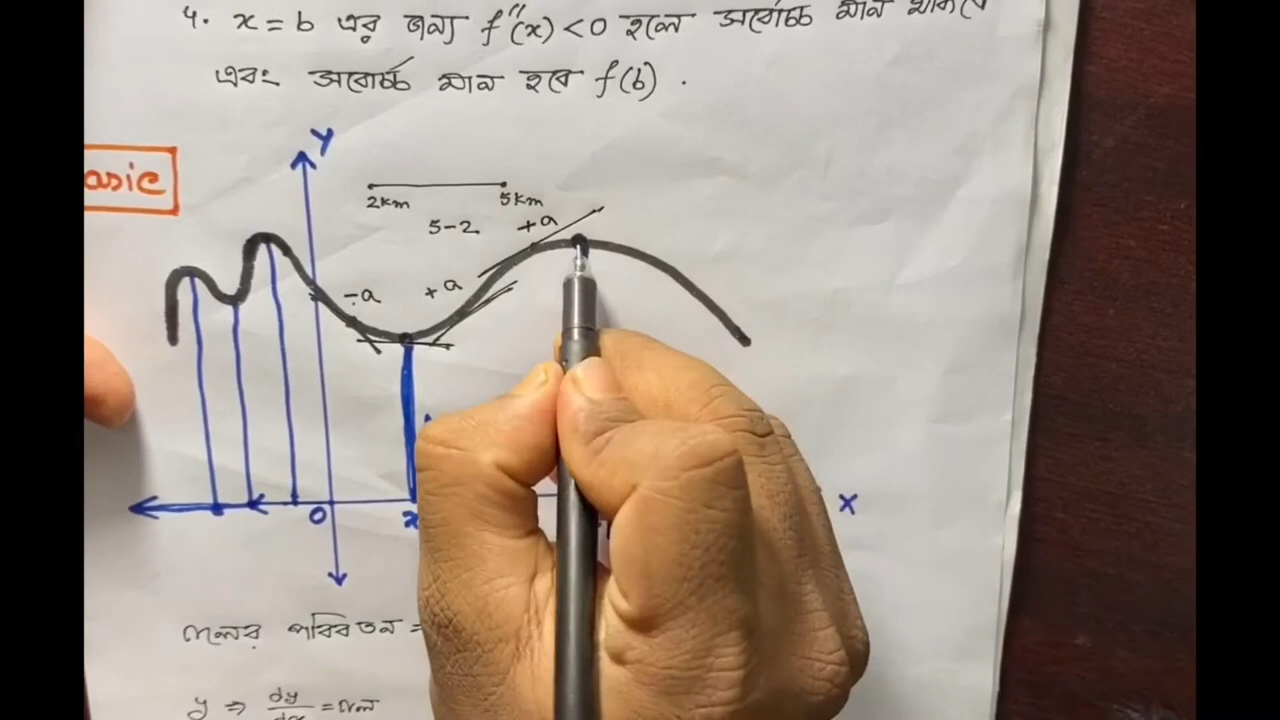 4. x = b এর জন্য f''(x) < 0 হলে সর্বোচ্চ মান থাকবে
এবং সর্বোচ্চ মান হবে f(b).
y
asic
2km 5km
5-2 +a
-a +a
0 x
x
ঢালের পরিবর্তন =
y ⇒ dy/dx = ঢাল